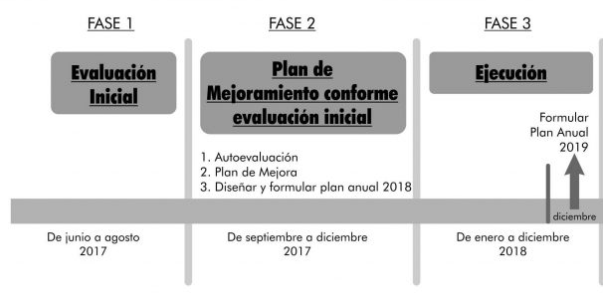 FASE 1
Evaluación
Inicial
De junio a agosto
2017
FASE 2
Plan de
Mejoramiento conforme
evaluación inicial
1. Autoevaluación
2. Plan de Mejora
3. Diseñar y formular plan anual 2018
De septiembre a diciembre
2017
FASE 3
Ejecución
Formular
Plan Anual
2019
diciembre
De enero a diciembre
2018